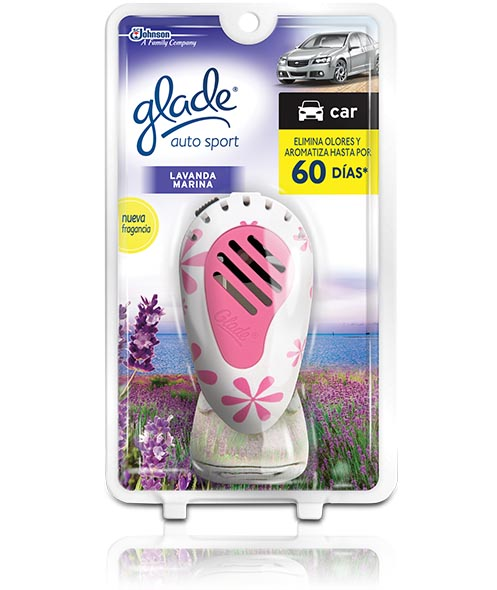 SC Johnson
A Family Company
glade®
auto sport
LAVANDA
MARINA
nueva
fragancia
car
ELIMINA OLORES Y
AROMATIZA HASTA POR
60 DÍAS*
Glade